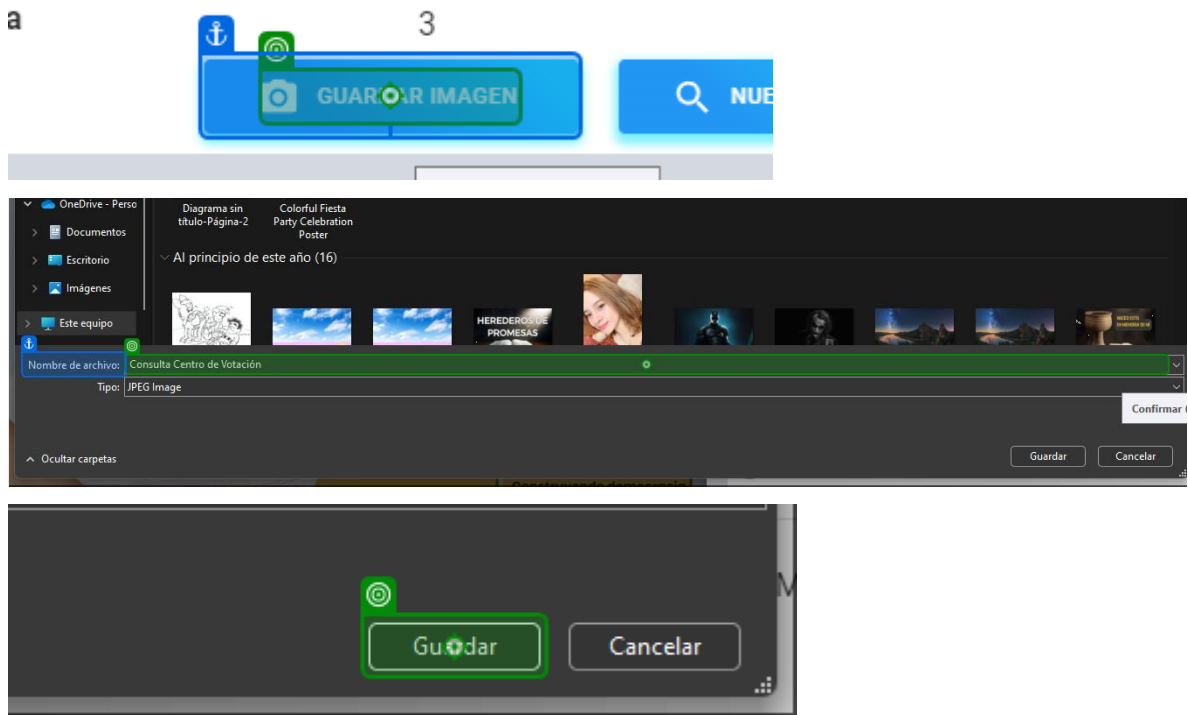 a
3
GUARDAR IMAGEN
NUE
OneDrive - Perso
Documentos
Escritorio
Imágenes
Este equipo
Diagrama sin
título-Página-2
Colorful Fiesta
Party Celebration
Poster
Al principio de este año (16)
HEREDEROS DE
PROMESAS
Nombre de archivo: Consulta Centro de Votación
Tipo: JPEG Image
Confirmar
Ocultar carpetas
Guardar
Cancelar
Guardar
Cancelar
M